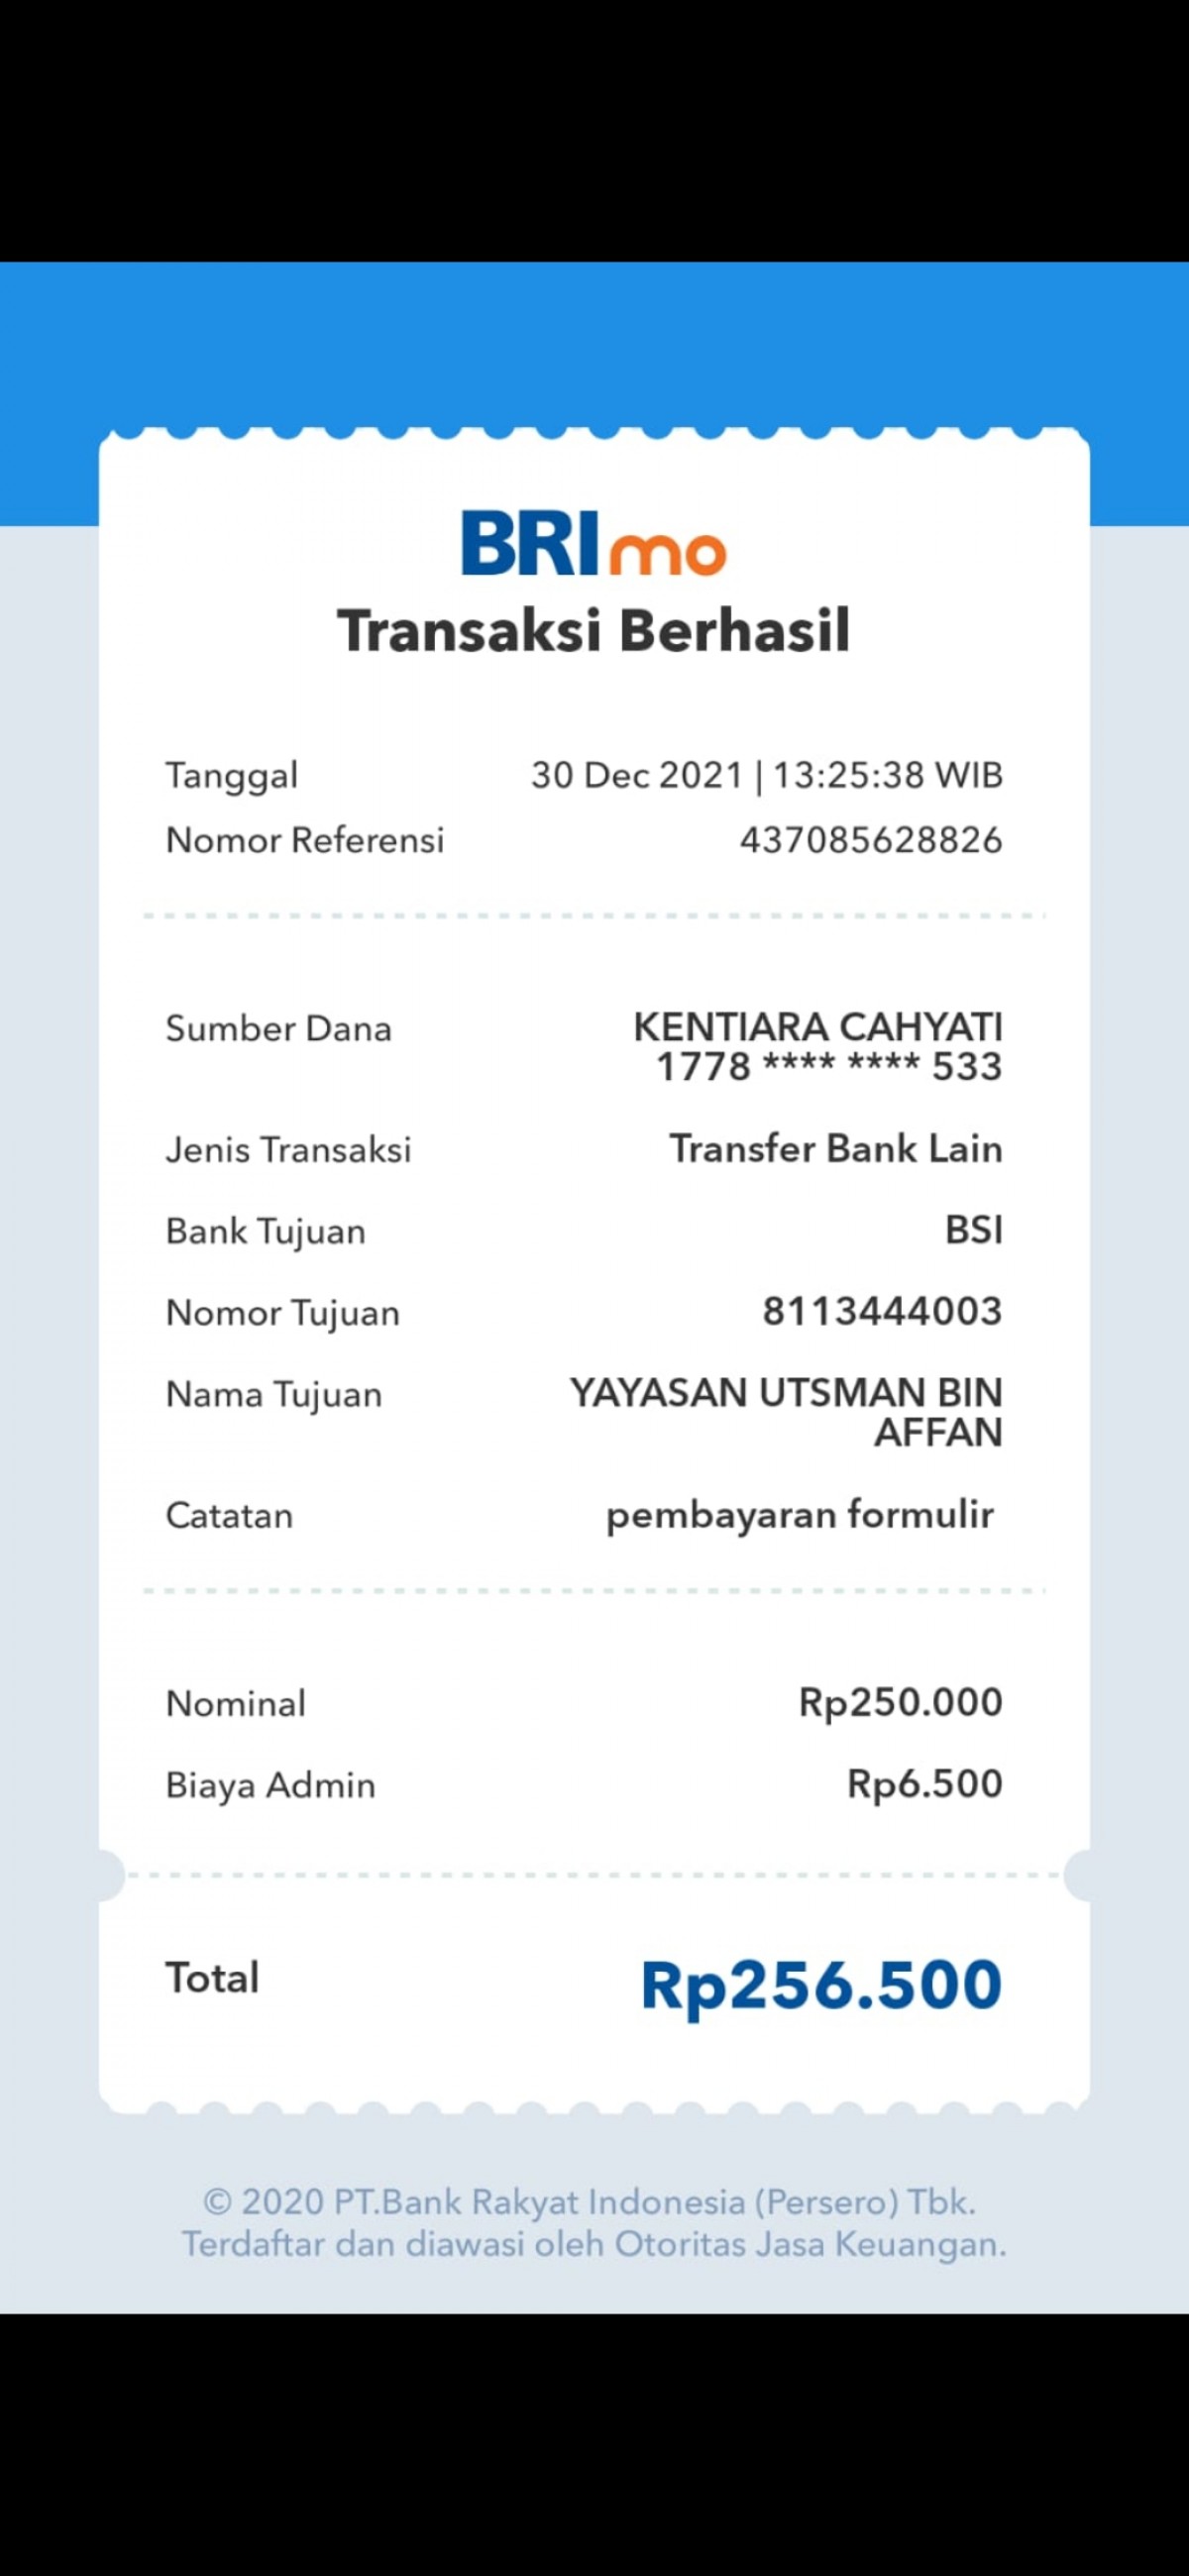 BRImo
Transaksi Berhasil
Tanggal 30 Dec 2021 | 13:25:38 WIB
Nomor Referensi 437085628826
Sumber Dana KENTIARA CAHYATI
1778 **** **** 533
Jenis Transaksi Transfer Bank Lain
Bank Tujuan BSI
Nomor Tujuan 8113444003
Nama Tujuan YAYASAN UTSMAN BIN
AFFAN
Catatan pembayaran formulir
Nominal Rp250.000
Biaya Admin Rp6.500
Total Rp256.500
© 2020 PT.Bank Rakyat Indonesia (Persero) Tbk.
Terdaftar dan diawasi oleh Otoritas Jasa Keuangan.